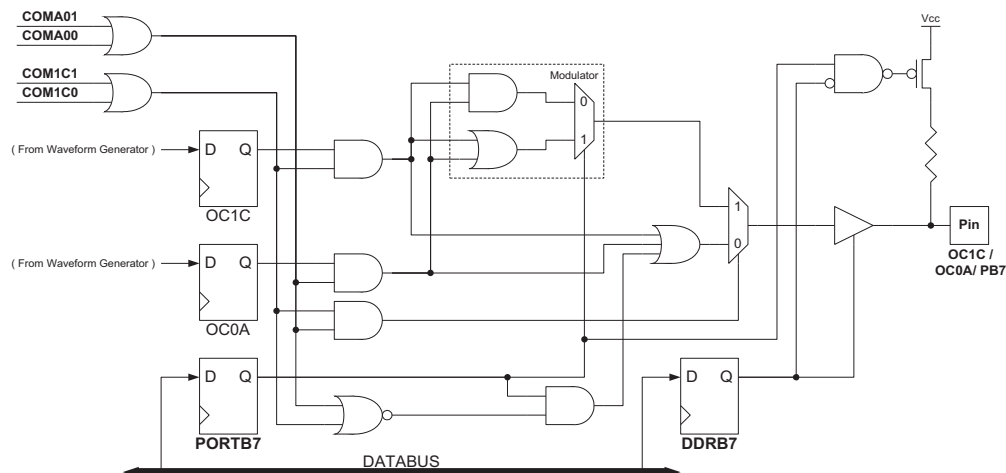 COMA01
COMA00
COM1C1
COM1C0
Vcc
Modulator
0
1
( From Waveform Generator )
D Q
OC1C
1
0
Pin
OC1C /
OC0A/ PB7
( From Waveform Generator )
D Q
OC0A
D Q
PORTB7
D Q
DDRB7
DATABUS